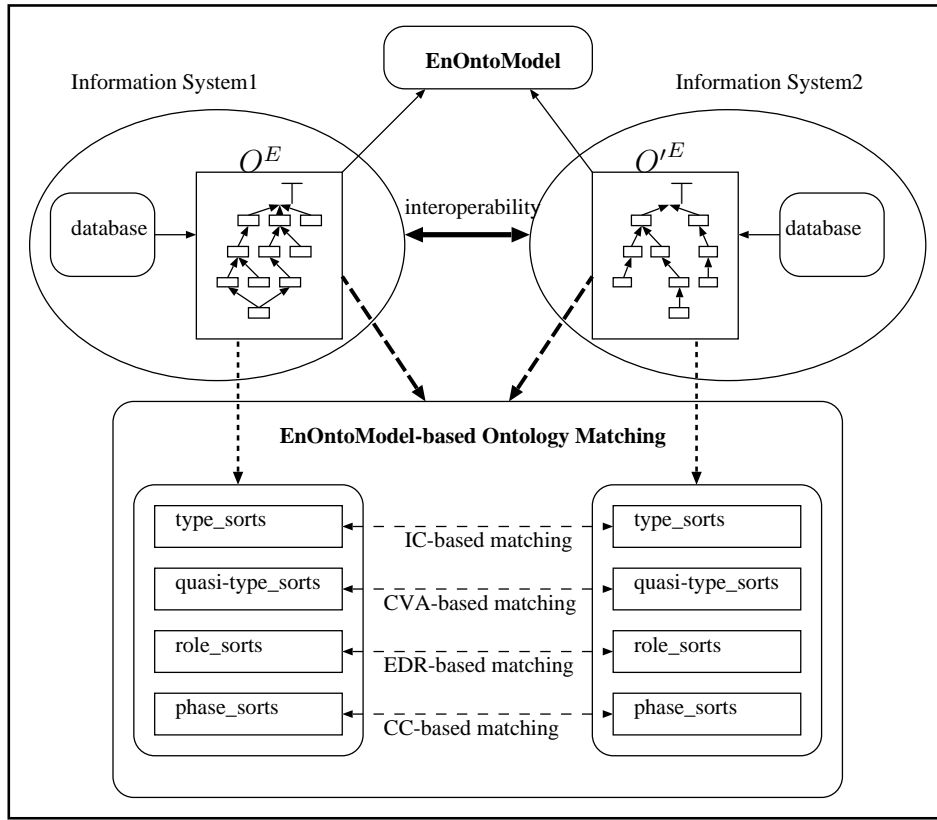 EnOntoModel
Information System1
Information System2
O^E
O'^E
database
interoperability
database
EnOntoModel-based Ontology Matching
type_sorts
type_sorts
IC-based matching
quasi-type_sorts
quasi-type_sorts
CVA-based matching
role_sorts
role_sorts
EDR-based matching
phase_sorts
phase_sorts
CC-based matching